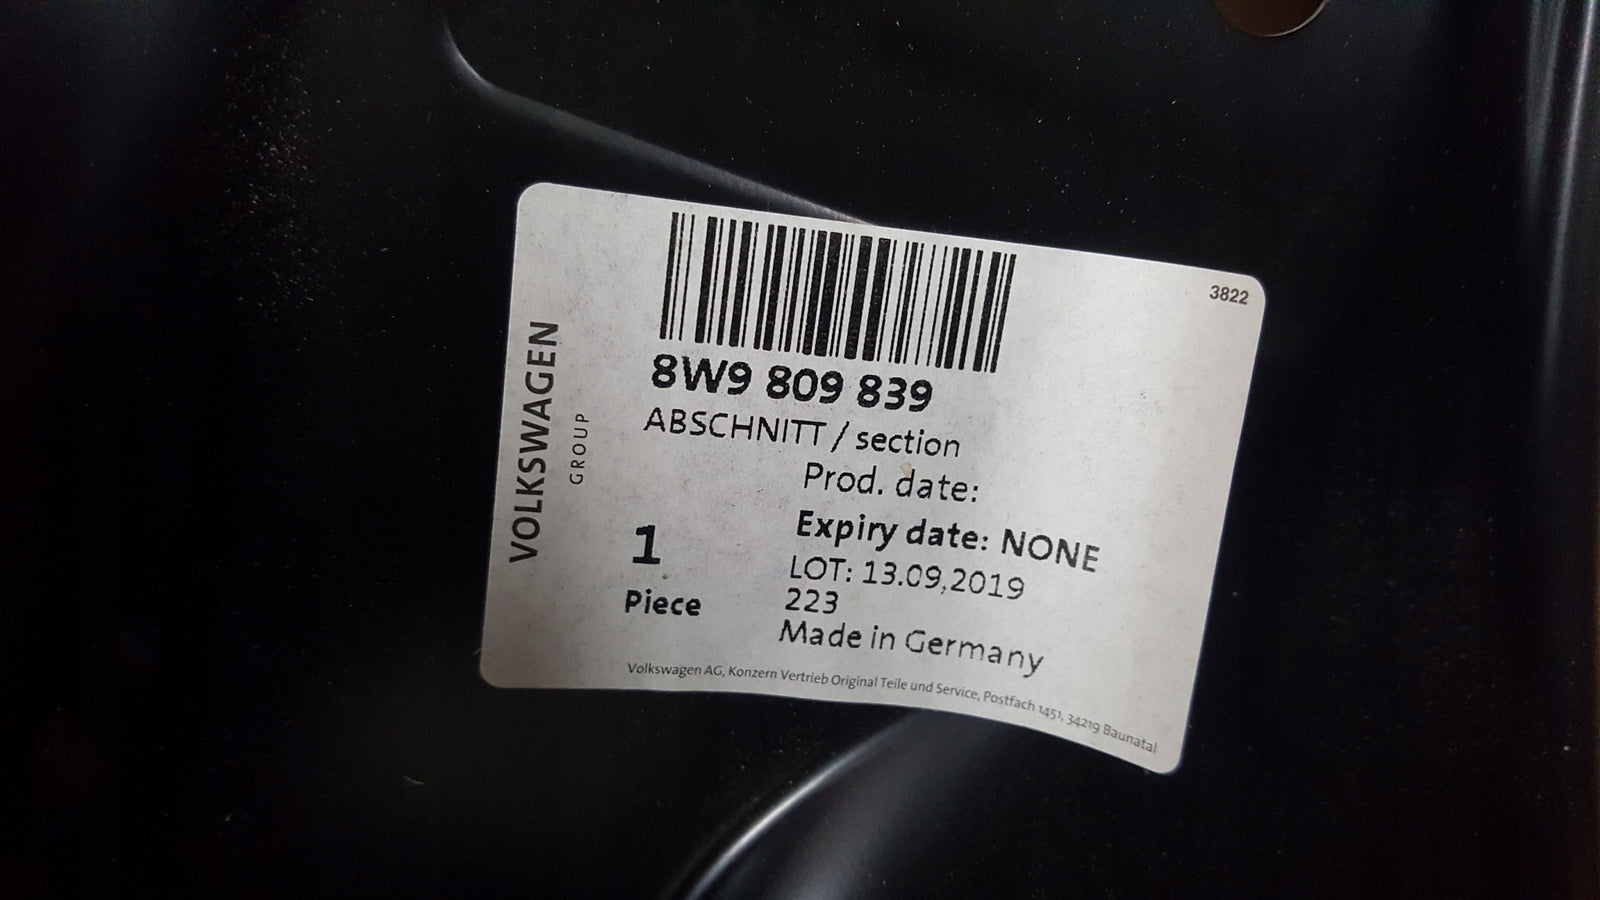 3822
8W9 809 839
ABSCHNITT / section
Prod. date:
Expiry date: NONE
LOT: 13.09,2019
223
1
Piece
Made in Germany
Volkswagen AG, Konzern Vertrieb Original Teile und Service, Postfach 1451, 34219 Baunatal
VOLKSWAGEN
GROUP